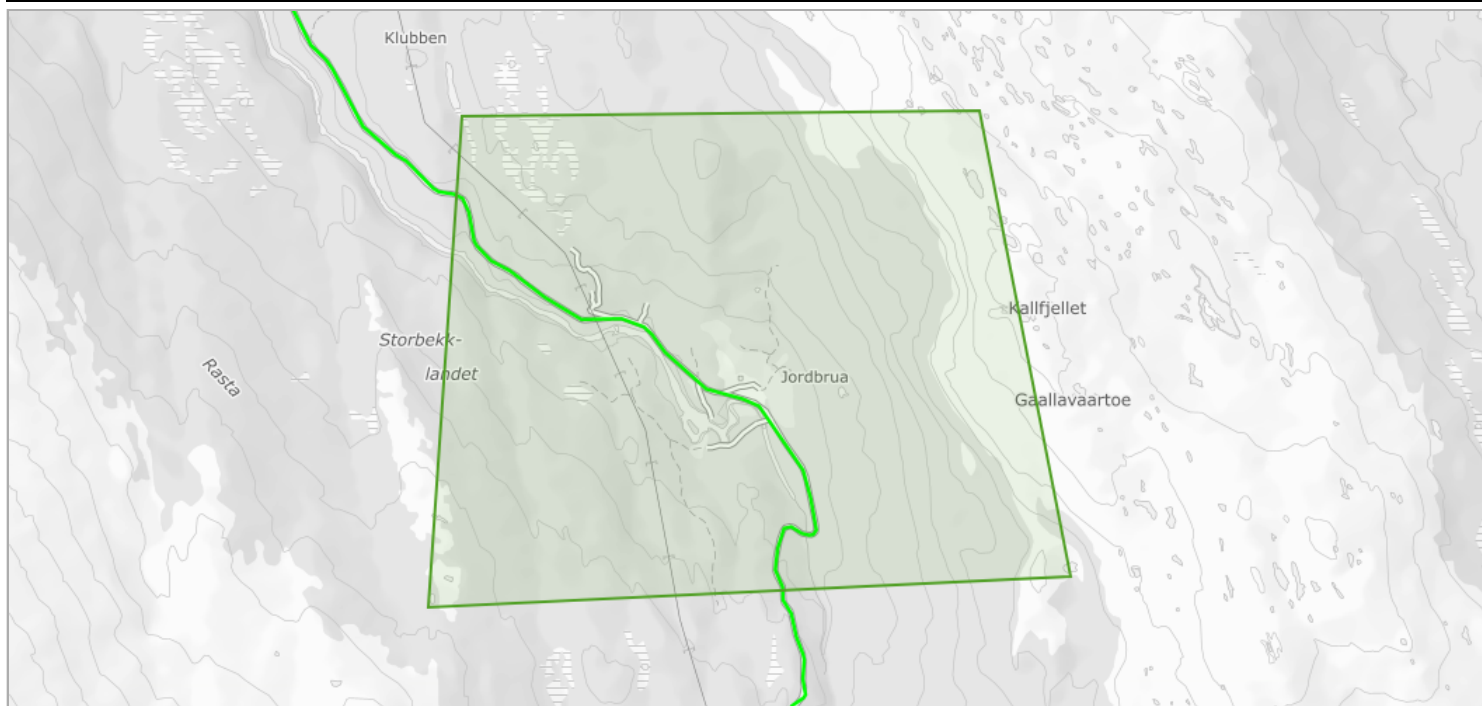 Klubben
Kallfjellet
Storbekk-
landet
Rasta
Jordbrua
Gaallavaartoe